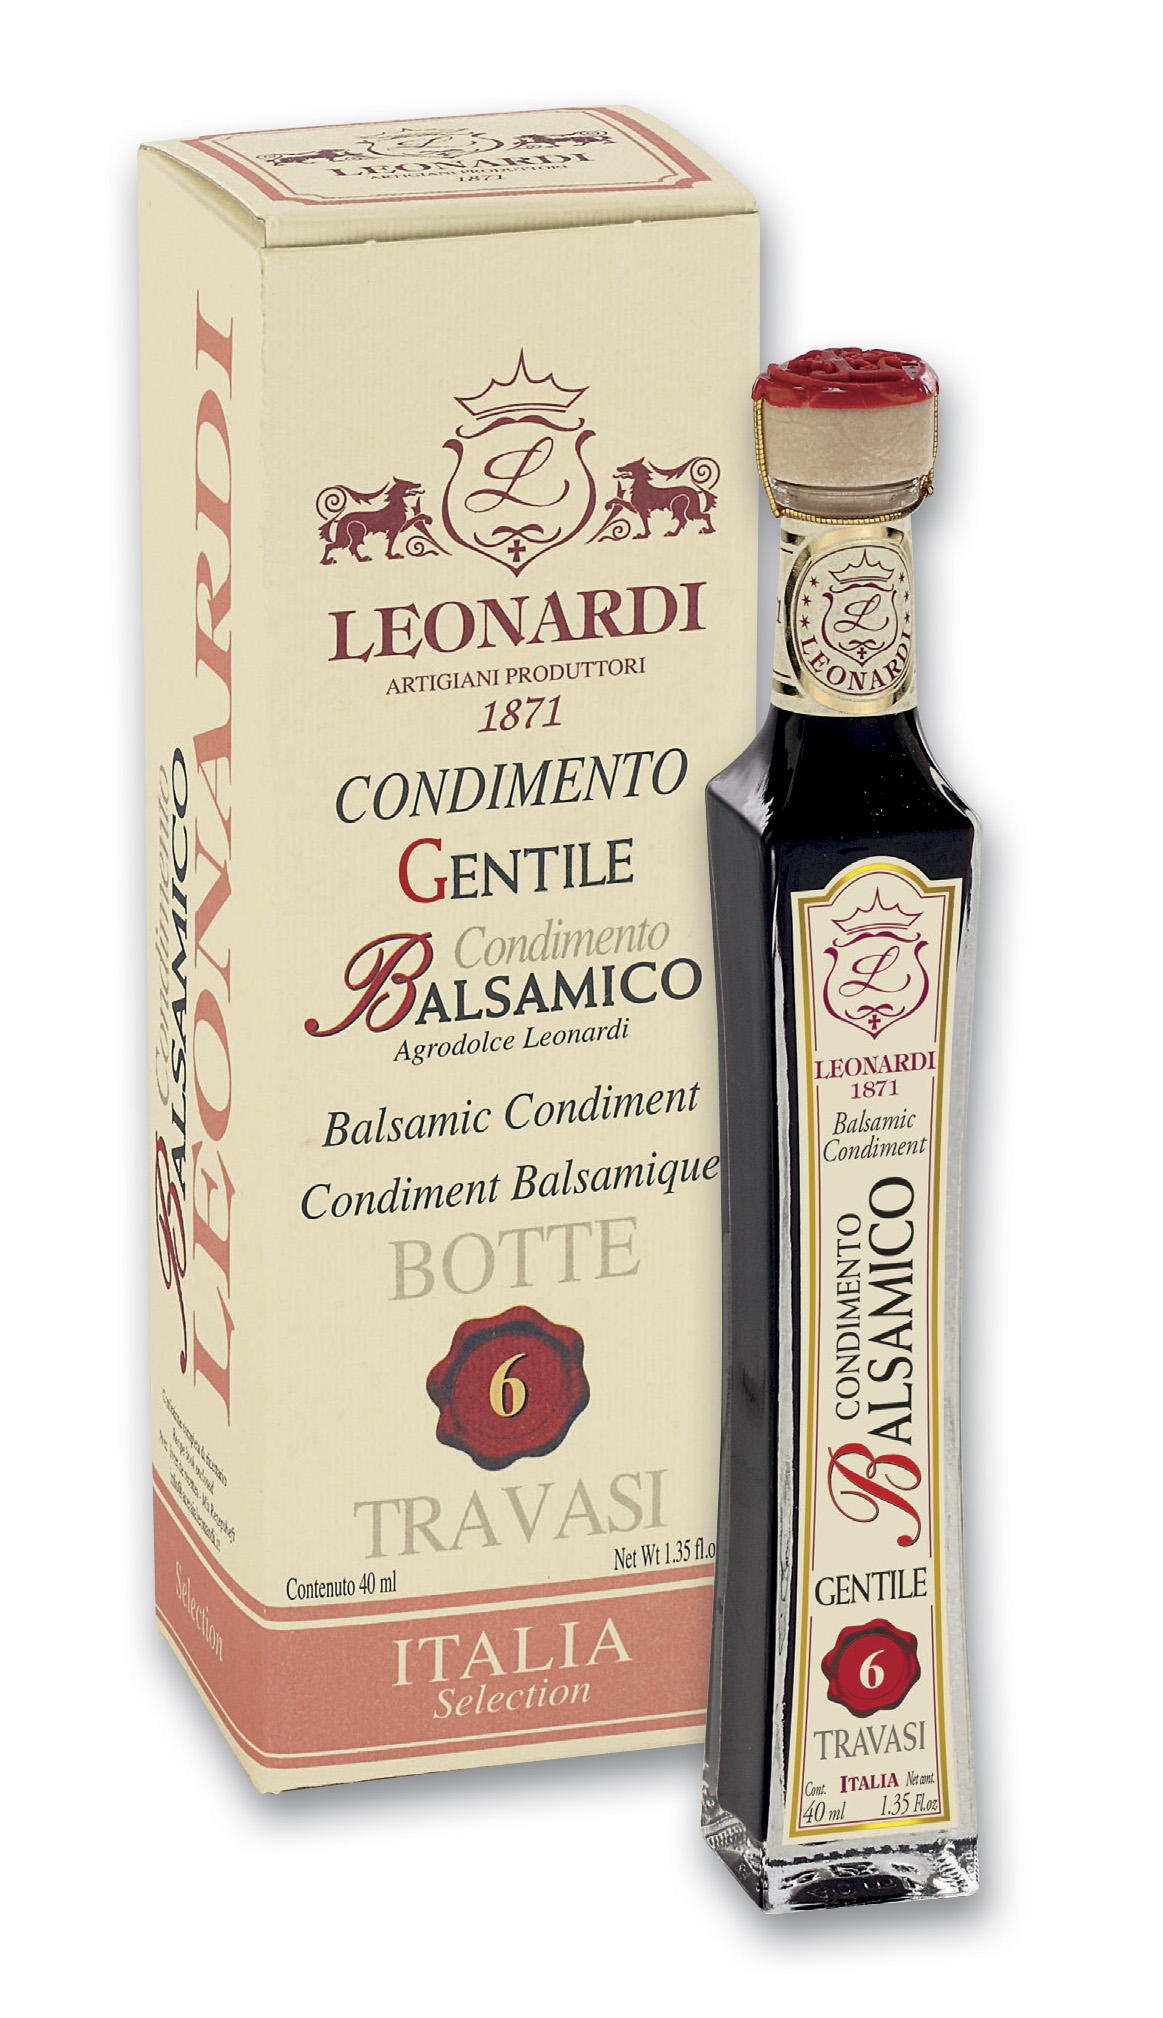 L
LEONARDI
ARTIGIANI PRODUTTORI
1871
L
LEONARDI
ARTIGIANI PRODUTTORI
1871
CONDIMENTO
GENTILE
Condimento
BALSAMICO
Agrodolce Leonardi
Balsamic Condiment
Condiment Balsamique
BOTTE
6
TRAVASI
Net Wt 1.35 fl.o
Contenuto 40 ml
ITALIA
Selection
LEONARDI
Condimento
BALSAMICO
Selection
L
LEONARDI
L
LEONARDI
1871
Balsamic
Condiment
CONDIMENTO
BALSAMICO
GENTILE
6
TRAVASI
Cont. ITALIA Net cont.
40 ml 1.35 Fl.oz